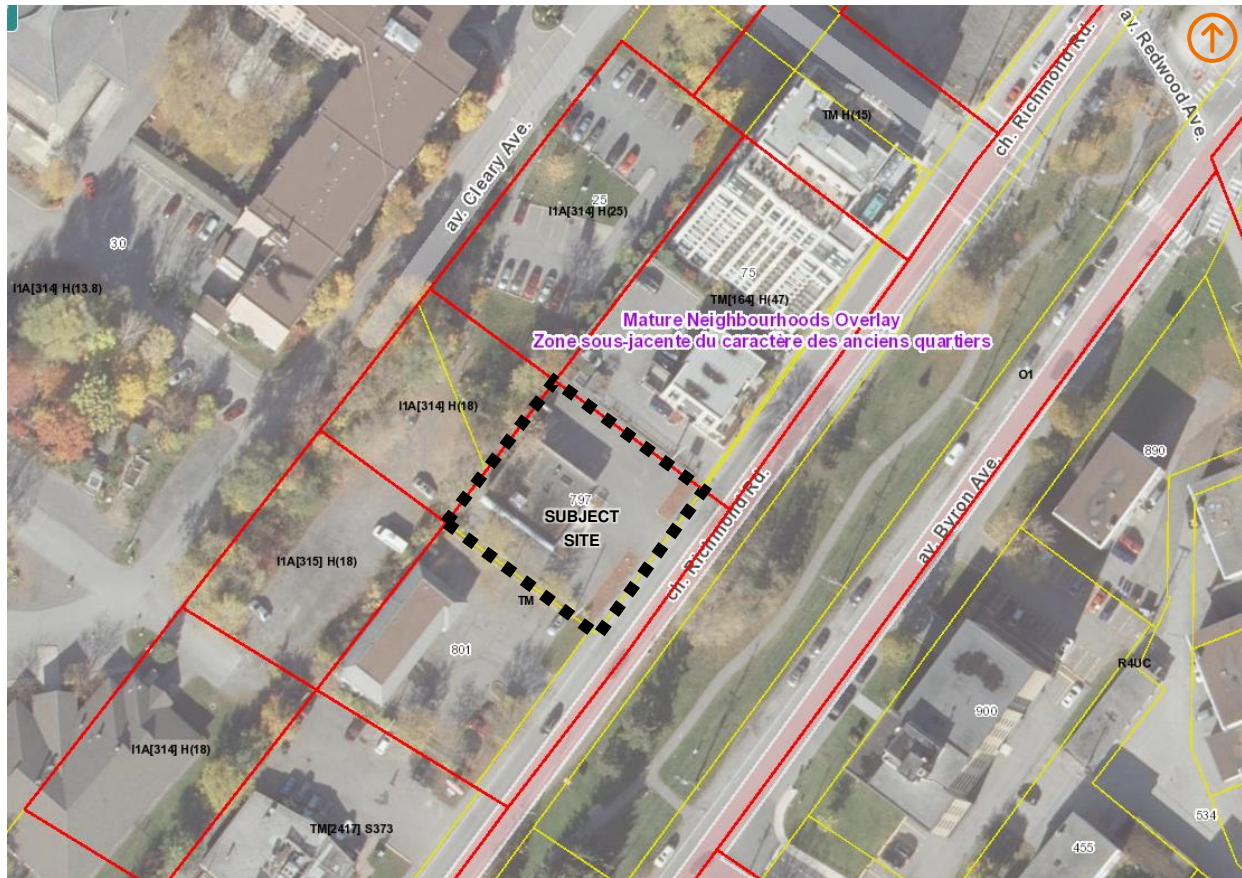 av. Redwood Ave.
ch. Richmond Rd.
TM H(15)
av. Cleary Ave.
25
I1A[314] H(25)
30
I1A[314] H(13.8)
75
TM[164] H(47)
Mature Neighbourhoods Overlay
Zone sous-jacente du caractère des anciens quartiers
O1
I1A[314] H(18)
890
797
SUBJECT
SITE
ch. Richmond Rd.
av. Byron Ave.
I1A[315] H(18)
TM
801
R4UC
900
I1A[314] H(18)
TM[2417] S373
534
455